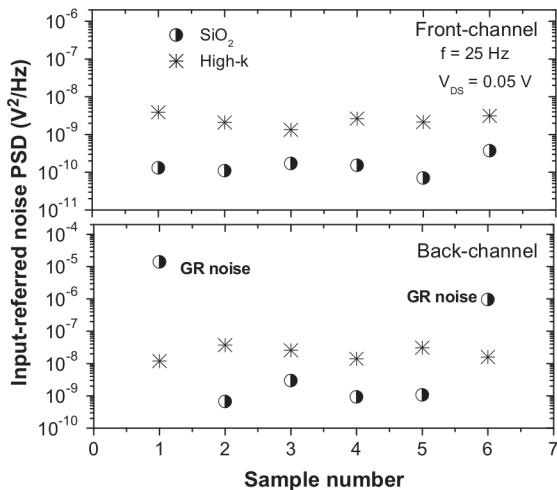 Input-referred noise PSD (V²/Hz)
10⁻⁶
10⁻⁷
10⁻⁸
10⁻⁹
10⁻¹⁰
10⁻¹¹
SiO₂
High-k
Front-channel
f = 25 Hz
V_DS = 0.05 V
10⁻⁴
10⁻⁵
10⁻⁶
10⁻⁷
10⁻⁸
10⁻⁹
10⁻¹⁰
Back-channel
GR noise
GR noise
0 1 2 3 4 5 6 7
Sample number